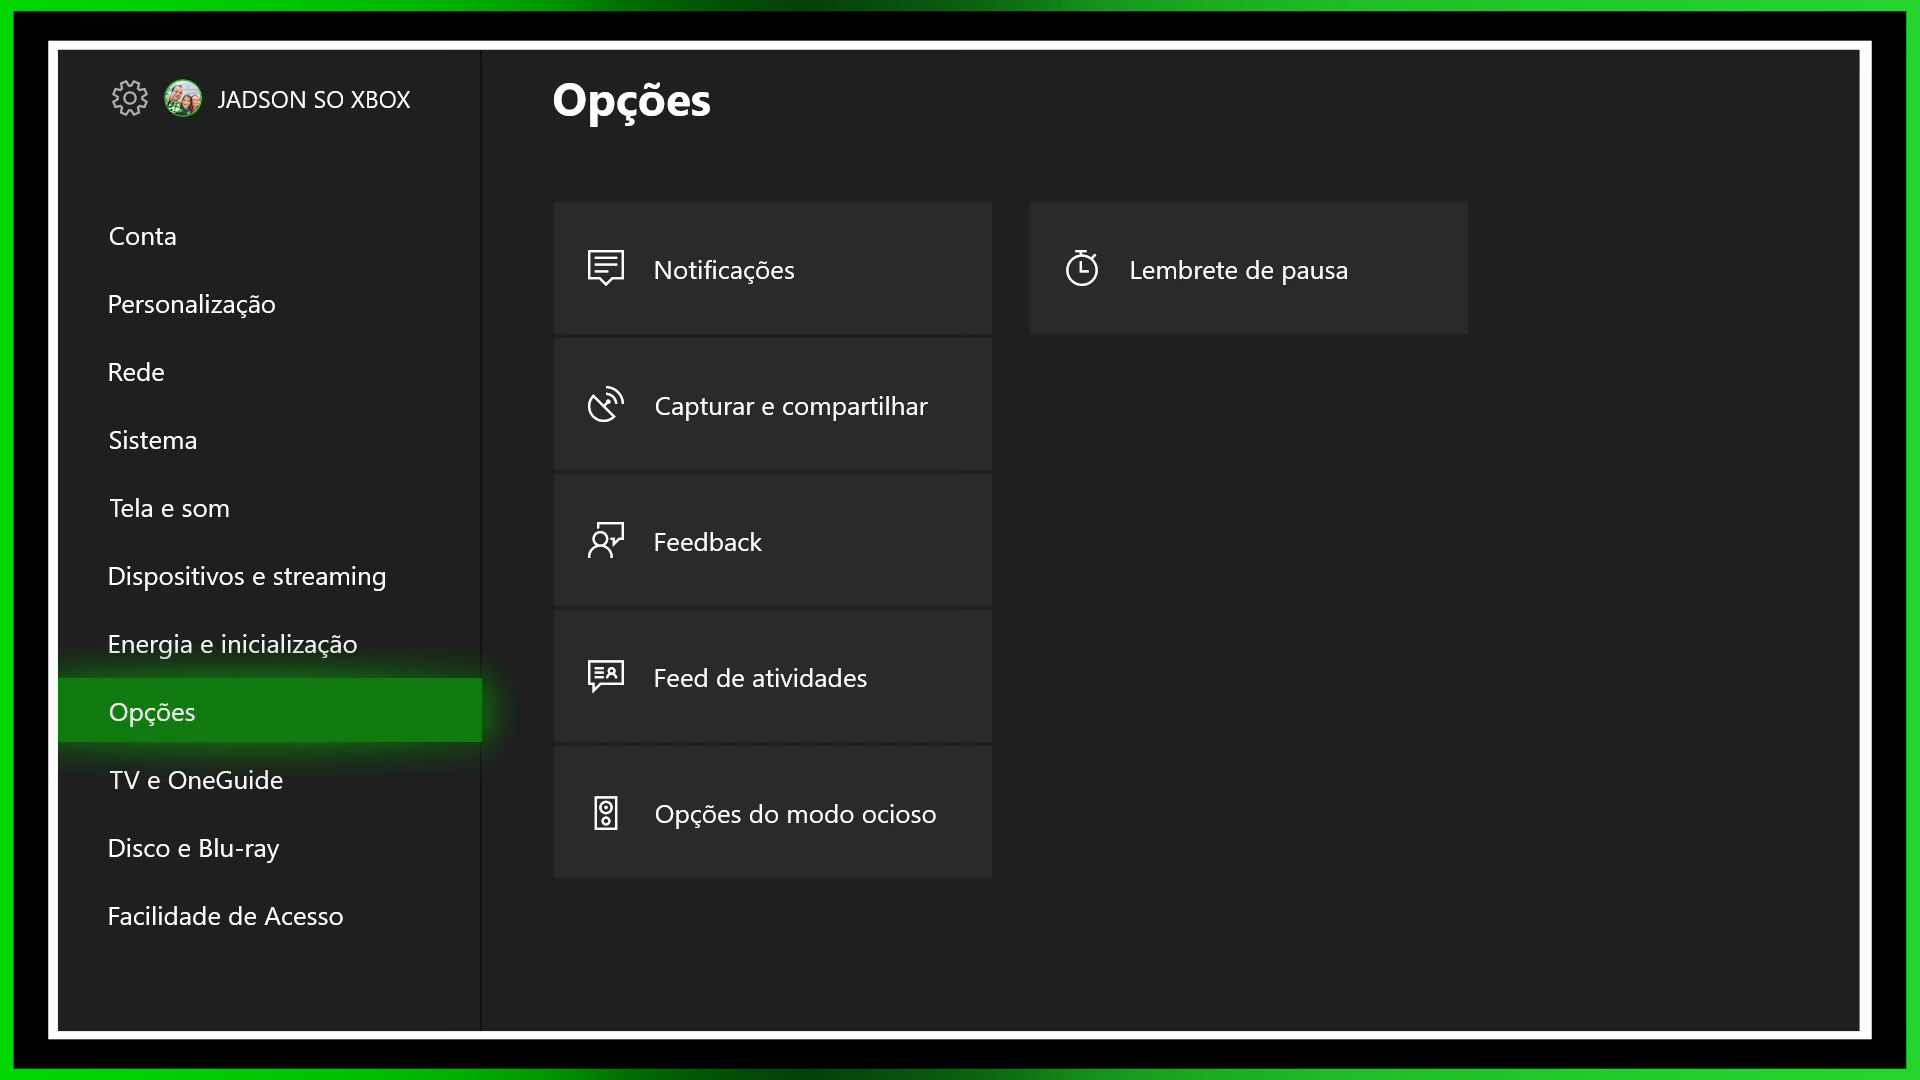 JADSON SO XBOX
Conta
Personalização
Rede
Sistema
Tela e som
Dispositivos e streaming
Energia e inicialização
Opções
TV e OneGuide
Disco e Blu-ray
Facilidade de Acesso
Opções
Notificações
Capturar e compartilhar
Feedback
Feed de atividades
Opções do modo ocioso
Lembrete de pausa